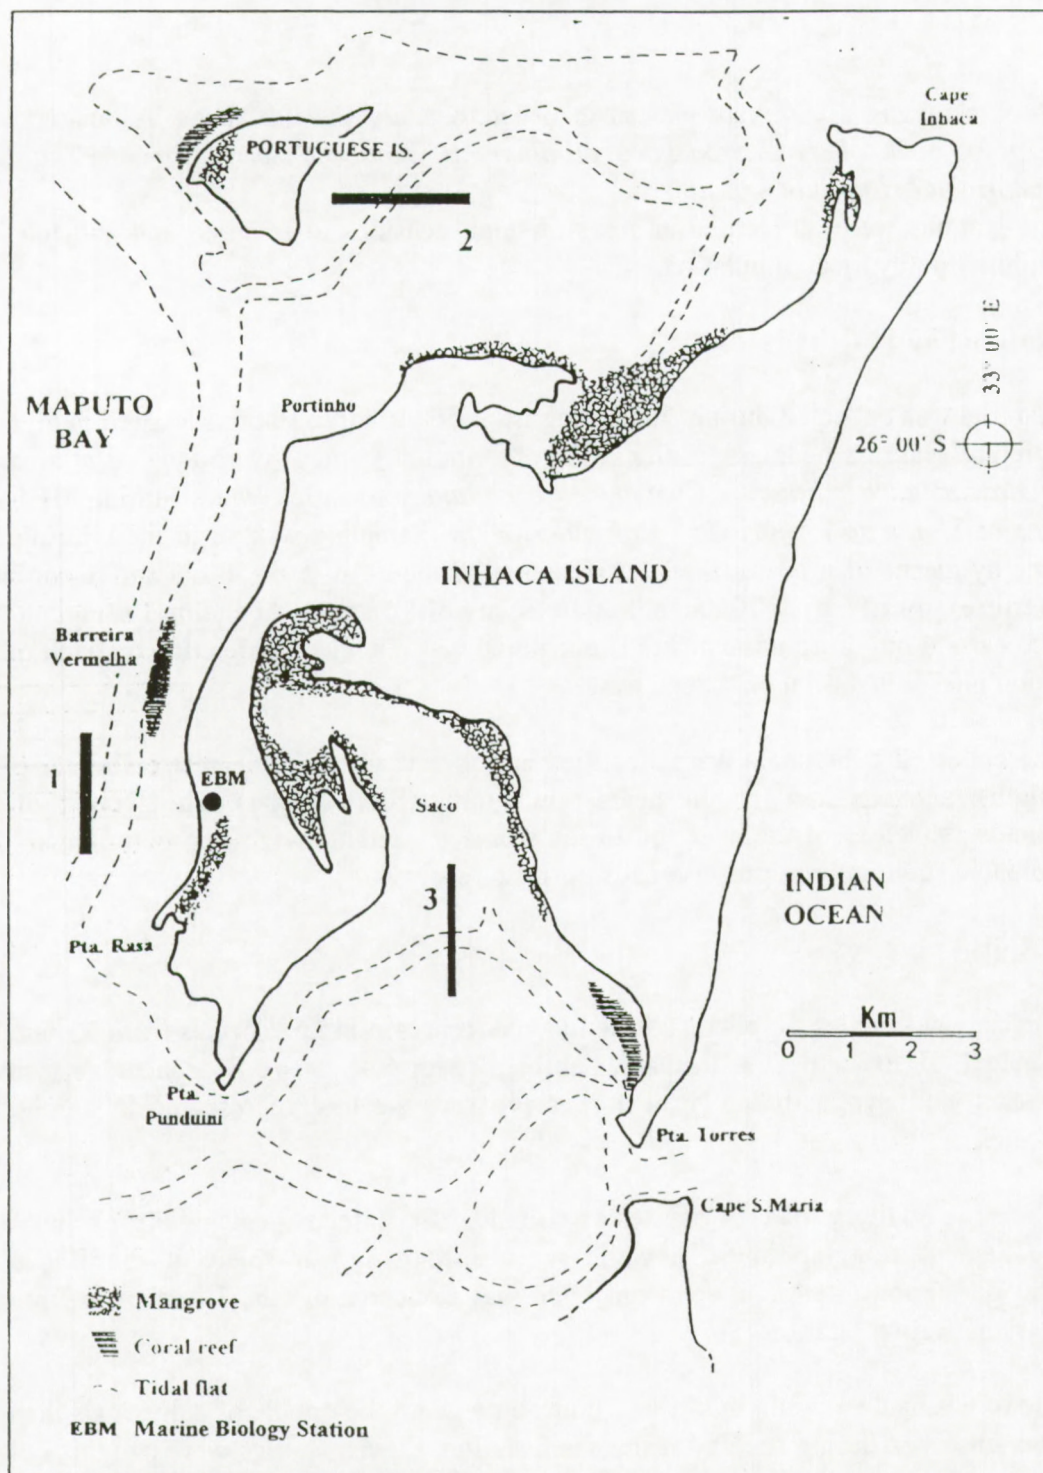 Cape
Inhaca
PORTUGUESE IS.
2
33° 00' E
MAPUTO
BAY
Portinho
26° 00' S
INHACA ISLAND
Barreira
Vermelha
1
EBM
Saco
3
INDIAN
OCEAN
Pta. Rasa
Km
0 1 2 3
Pta.
Punduini
Pta. Torres
Cape S.Maria
Mangrove
Coral reef
Tidal flat
EBM Marine Biology Station